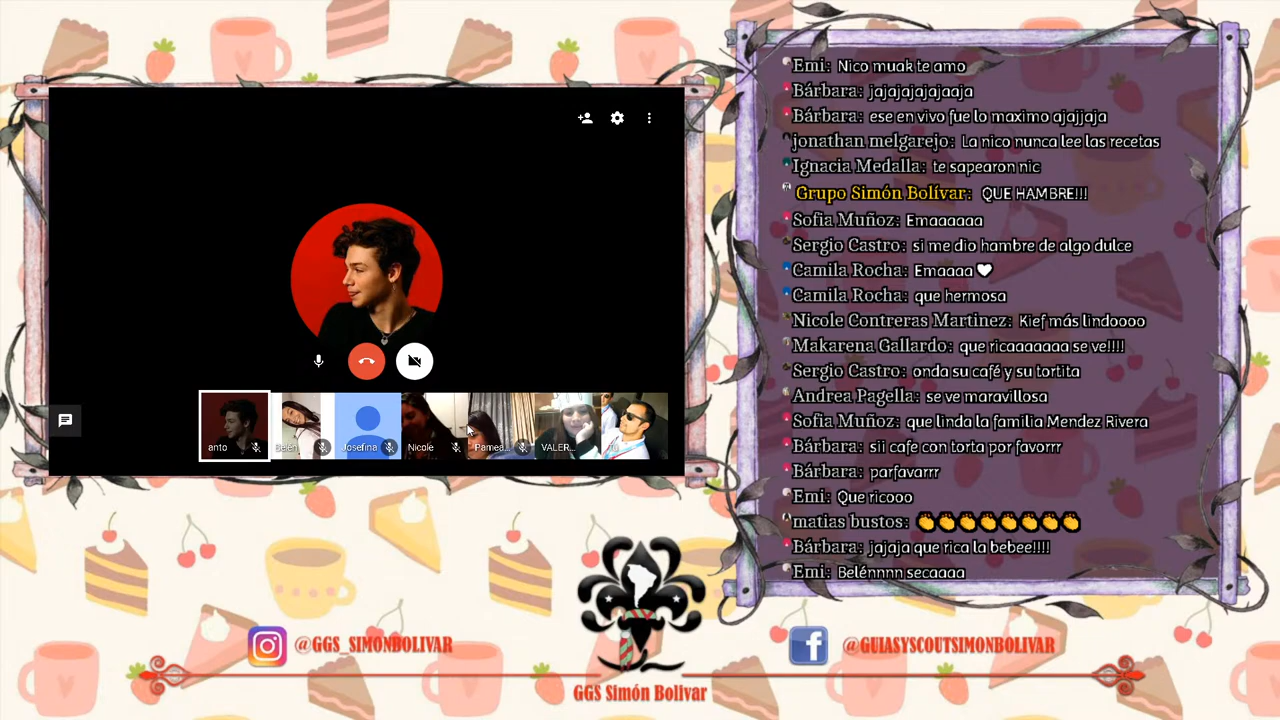 anto
Belén
Josefina
Nicole
Pamea...
VALER...
Emi: Nico muak te amo
Bárbara: jajajajajajaaja
Bárbara: ese en vivo fue lo maximo ajajjaja
jonathan melgarejo: La nico nunca lee las recetas
Ignacia Medalla: te sapearon nic
Grupo Simón Bolívar: QUE HAMBRE!!!
Sofia Muñoz: Emaaaaaa
Sergio Castro: si me dio hambre de algo dulce
Camila Rocha: Emaaaa 🤍
Camila Rocha: que hermosa
Nicole Contreras Martinez: Kief más lindoooo
Makarena Gallardo: que ricaaaaaaa se ve!!!!
Sergio Castro: onda su café y su tortita
Andrea Pagella: se ve maravillosa
Sofia Muñoz: que linda la familia Mendez Rivera
Bárbara: sii cafe con torta por favorrr
Bárbara: parfavarrr
Emi: Que ricooo
matias bustos: 👏👏👏👏👏👏👏👏
Bárbara: jajaja que rica la bebee!!!!
Emi: Belénnnn secaaaa
@GGS_SIMONBOLIVAR
GGS Simón Bolivar
@GUIASYSCOUTSIMONBOLIVAR